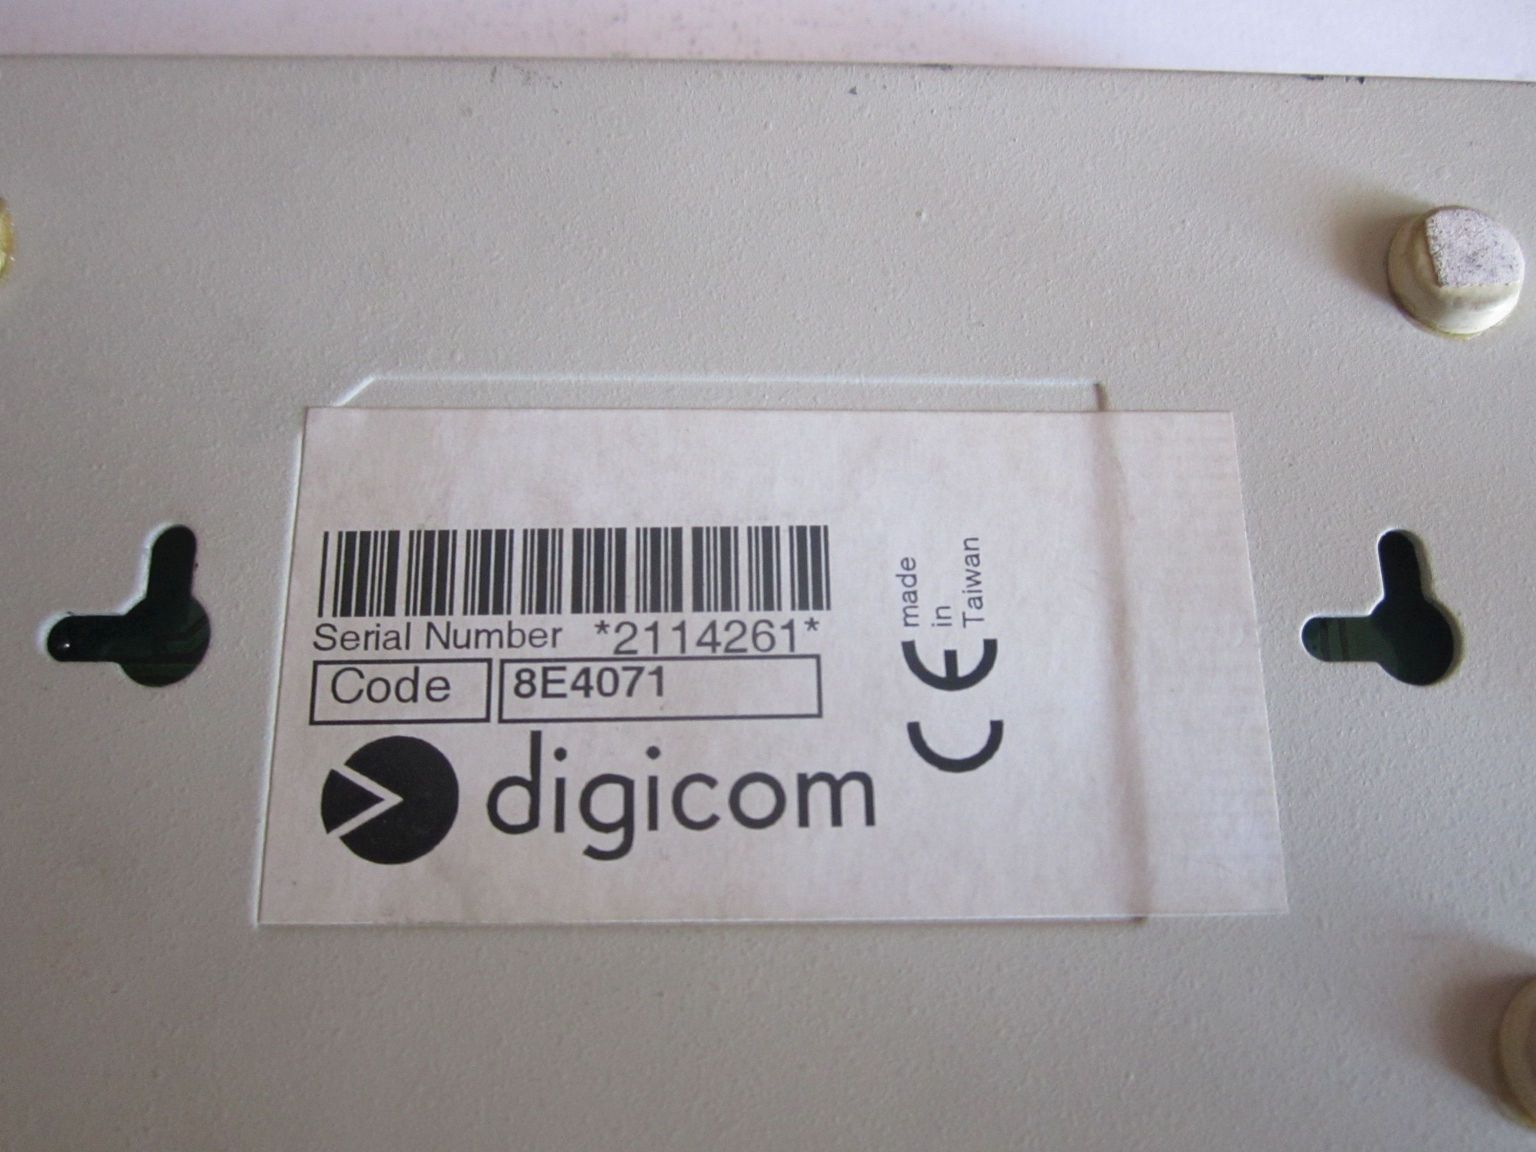 Serial Number *2114261*
Code 8E4071
digicom
made
in
Taiwan
CE